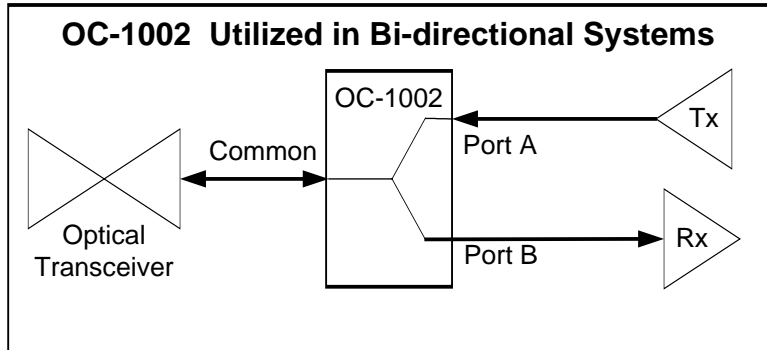 OC-1002 Utilized in Bi-directional Systems
OC-1002
Common
Port A
Tx
Optical
Transceiver
Port B
Rx